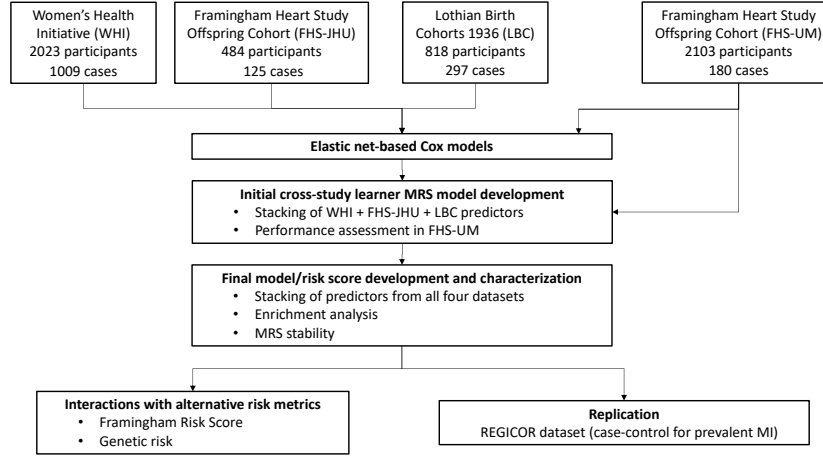 Women's Health
Initiative (WHI)
2023 participants
1009 cases
Framingham Heart Study
Offspring Cohort (FHS-JHU)
484 participants
125 cases
Lothian Birth
Cohorts 1936 (LBC)
818 participants
297 cases
Framingham Heart Study
Offspring Cohort (FHS-UM)
2103 participants
180 cases
Elastic net-based Cox models
Initial cross-study learner MRS model development
• Stacking of WHI + FHS-JHU + LBC predictors
• Performance assessment in FHS-UM
Final model/risk score development and characterization
• Stacking of predictors from all four datasets
• Enrichment analysis
• MRS stability
Interactions with alternative risk metrics
• Framingham Risk Score
• Genetic risk
Replication
REGICOR dataset (case-control for prevalent MI)